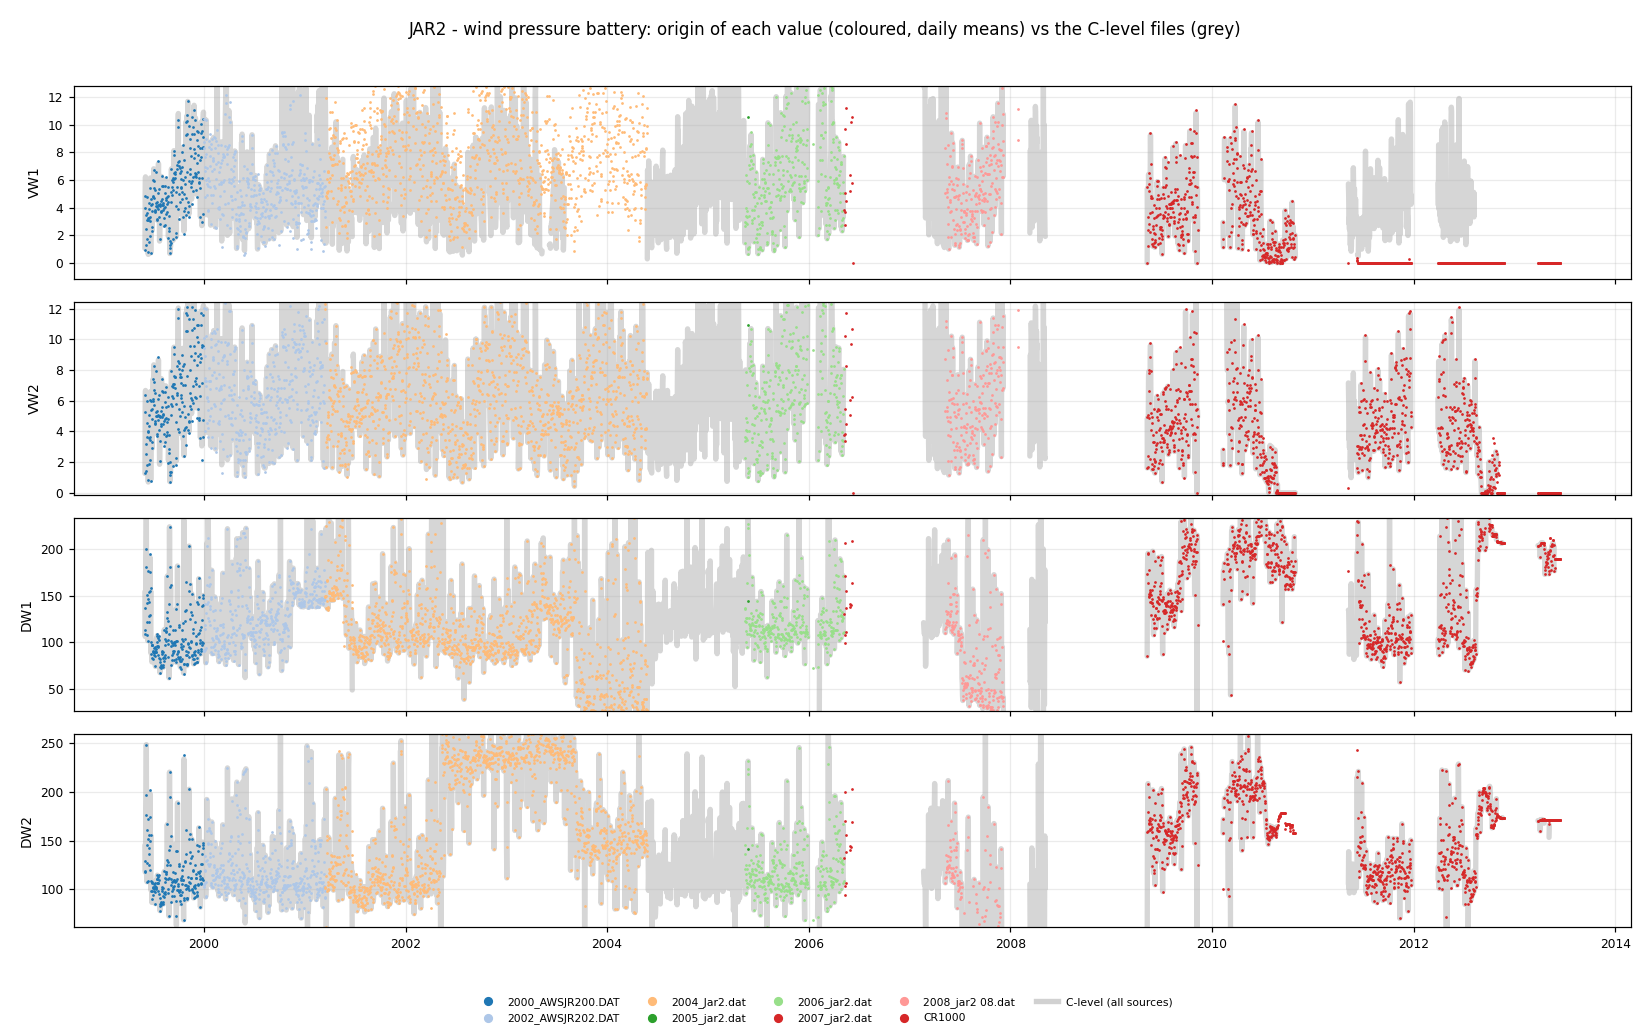 JAR2 - wind pressure battery: origin of each value (coloured, daily means) vs the C-level files (grey)
12
10
8
6
4
2
0
VW1
12
10
8
6
4
2
0
VW2
200
150
100
50
DW1
250
200
150
100
DW2
2000 2002 2004 2006 2008 2010 2012 2014
2000_AWSJR200.DAT 2004_Jar2.dat 2006_jar2.dat 2008_jar2 08.dat C-level (all sources)
2002_AWSJR202.DAT 2005_jar2.dat 2007_jar2.dat CR1000